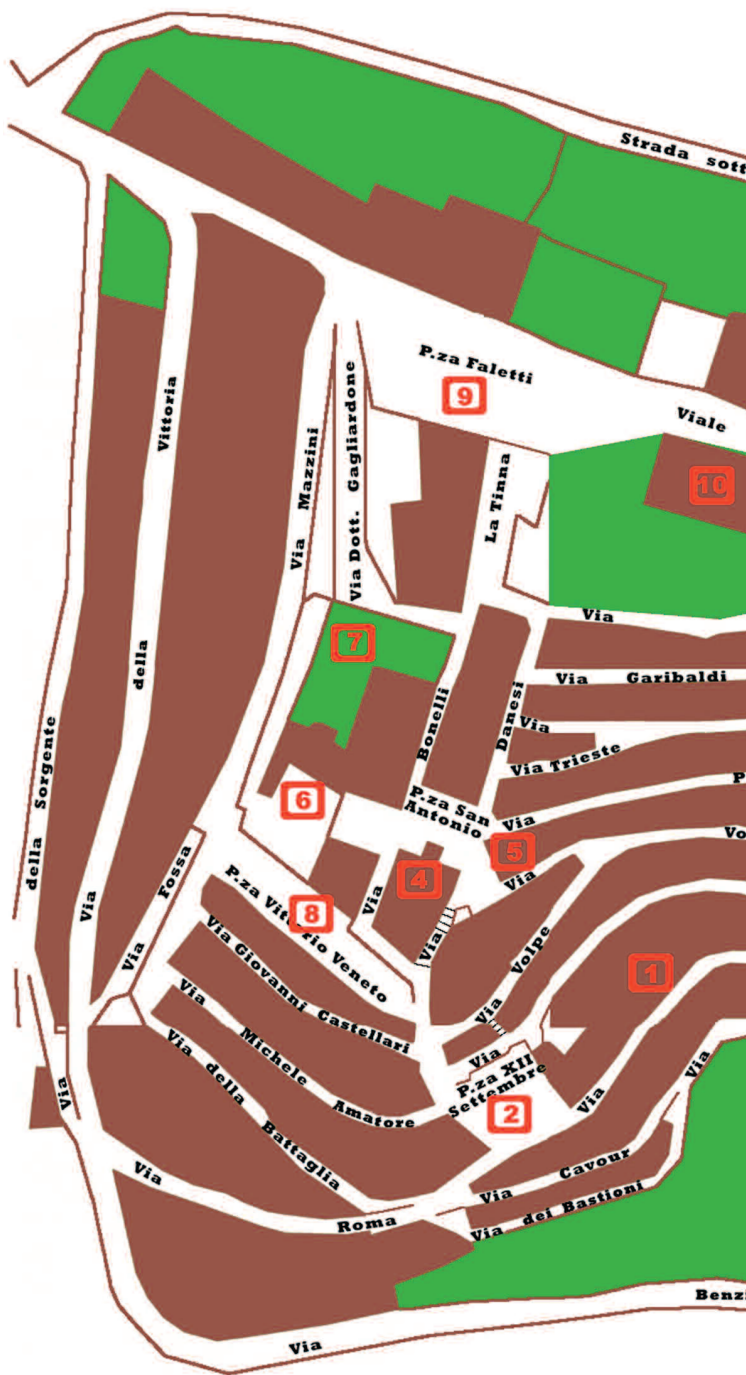 Strada sott
P.za Faletti
9
Viale
10
Vittoria
della
Via
Via Mazzini
Via Dott. Gagliardone
La Tinna
Via
7
Via Garibaldi
Bonelli
Danesi
Via
Via Trieste
P
P.za San
Antonio
Via
Vo
6
5
4
Via
Via
Via
della Sorgente
Via Fossa
8
P.za Vittorio Veneto
Via Giovanni Castellari
Via Volpe
1
Via Michele Amatore
Via
P.za XII
Settembre
2
Via
Via
Via della Battaglia
Via
Via Cavour
Via Roma
Via dei Bastioni
Benzi
Via